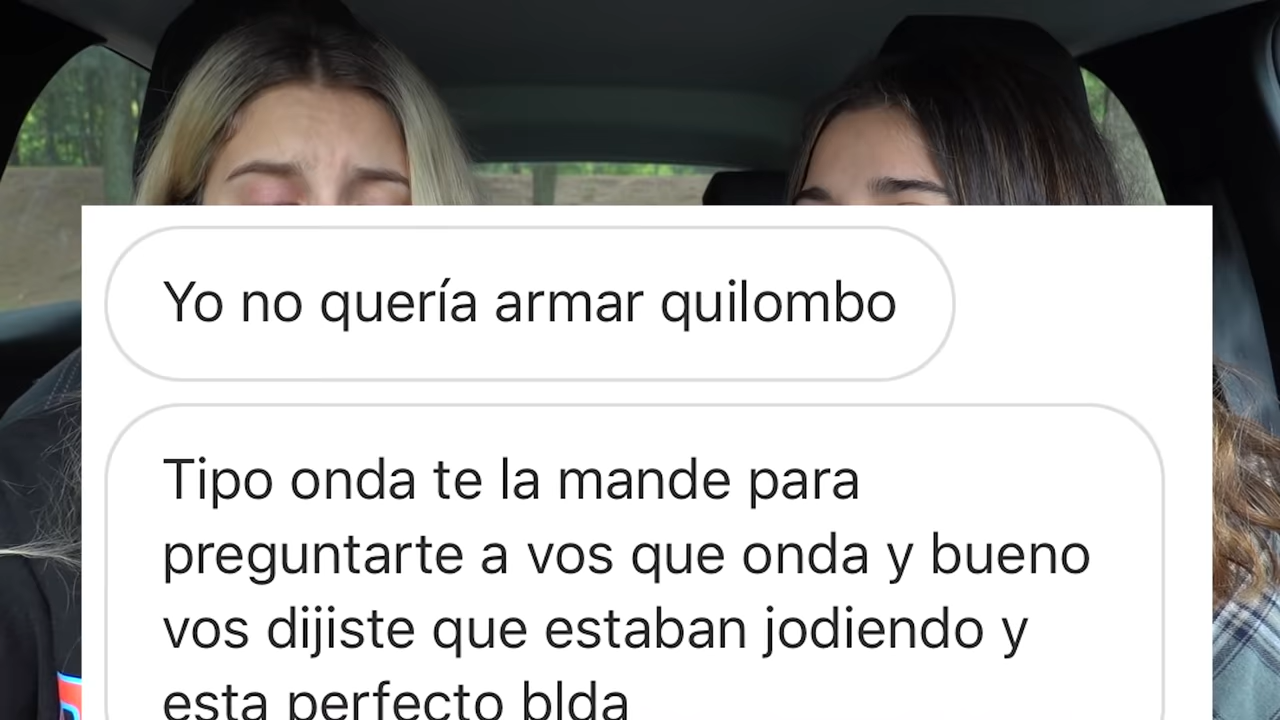 Yo no quería armar quilombo
Tipo onda te la mande para
preguntarte a vos que onda y bueno
vos dijiste que estaban jodiendo y
esta perfecto blda